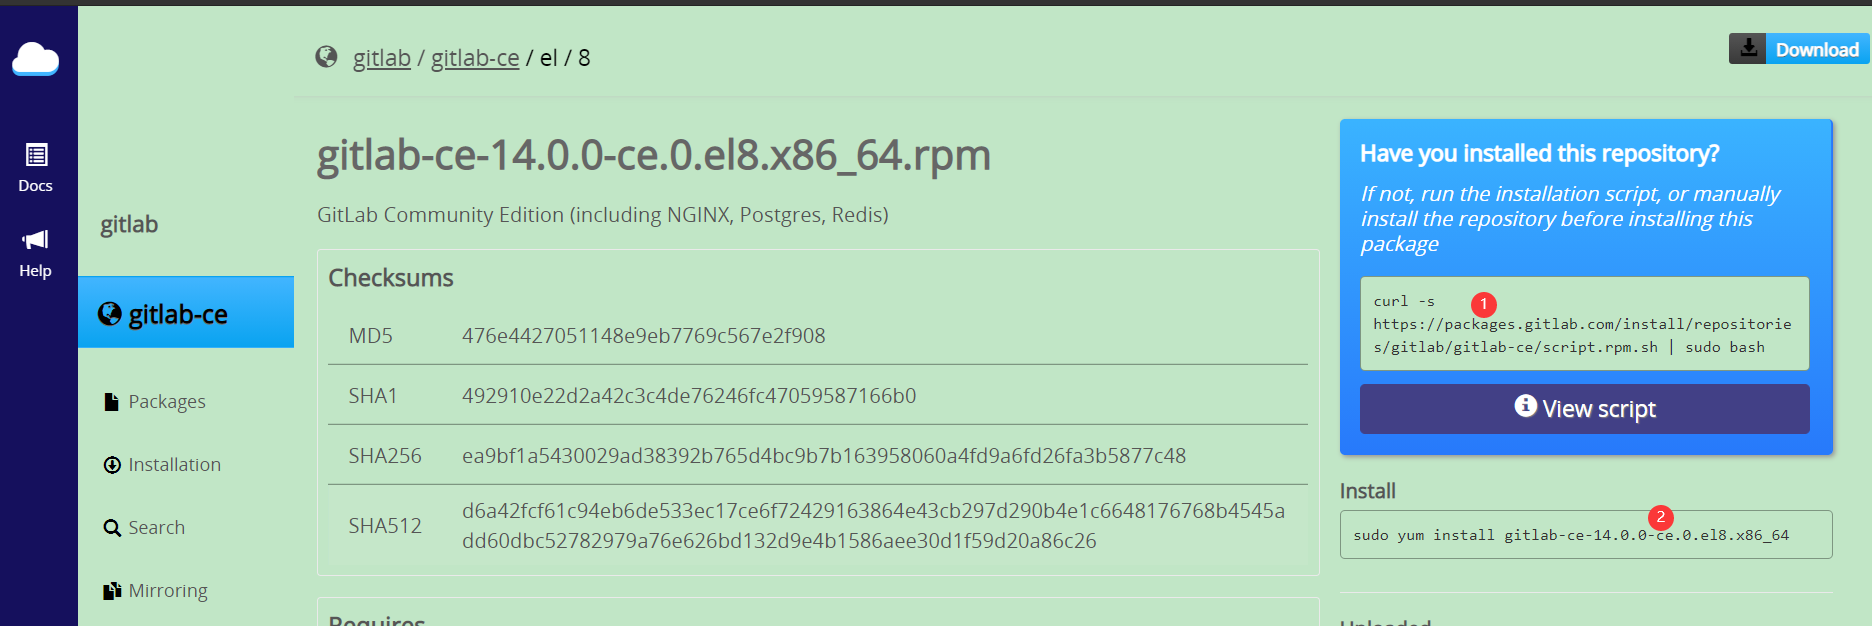 gitlab / gitlab-ce / el / 8
Download
Docs
Help
gitlab
gitlab-ce
Packages
Installation
Search
Mirroring
gitlab-ce-14.0.0-ce.0.el8.x86_64.rpm
GitLab Community Edition (including NGINX, Postgres, Redis)
Checksums
MD5 476e4427051148e9eb7769c567e2f908
SHA1 492910e22d2a42c3c4de76246fc47059587166b0
SHA256 ea9bf1a5430029ad38392b765d4bc9b7b163958060a4fd9a6fd26fa3b5877c48
SHA512 d6a42fcf61c94eb6de533ec17ce6f72429163864e43cb297d290b4e1c6648176768b4545a
dd60dbc52782979a76e626bd132d9e4b1586aee30d1f59d20a86c26
Requires
Have you installed this repository?
If not, run the installation script, or manually
install the repository before installing this
package
curl -s 1
https://packages.gitlab.com/install/repositorie
s/gitlab/gitlab-ce/script.rpm.sh | sudo bash
View script
Install
2
sudo yum install gitlab-ce-14.0.0-ce.0.el8.x86_64
Uploaded